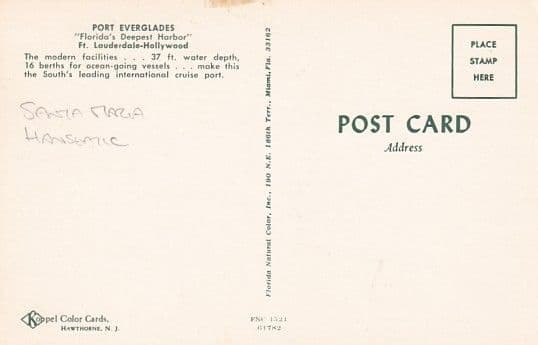 PORT EVERGLADES
"Florida's Deepest Harbor"
Ft. Lauderdale-Hollywood
The modern facilities . . . 37 ft. water depth,
16 berths for ocean-going vessels . . . make this
the South's leading international cruise port.
SANTA MARIA
HANSEATIC
Koppel Color Cards,
HAWTHORNE, N. J.
Florida Natural Color, Inc., 190 N.E. 186th Terr., Miami, Fla. 33162
FNC 1521
61782
PLACE
STAMP
HERE
POST CARD
Address